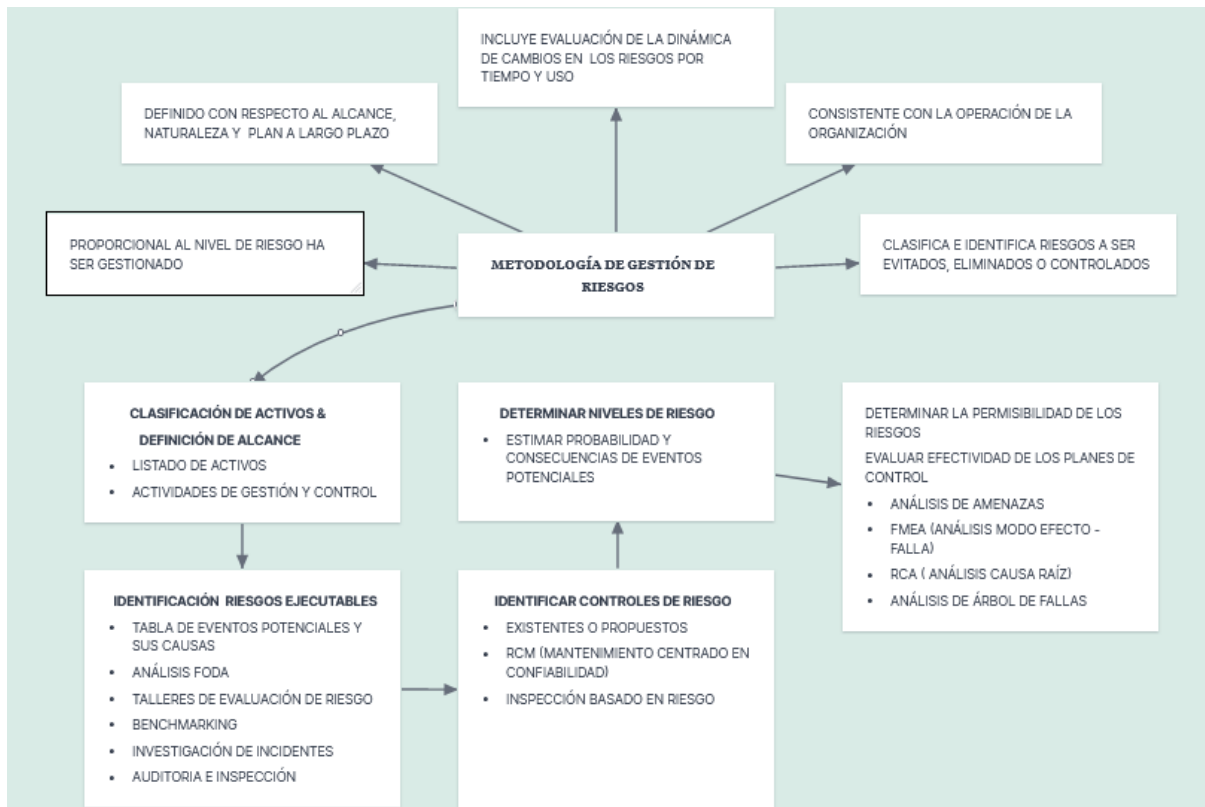 INCLUYE EVALUACIÓN DE LA DINÁMICA
DE CAMBIOS EN LOS RIESGOS POR
TIEMPO Y USO
DEFINIDO CON RESPECTO AL ALCANCE,
NATURALEZA Y PLAN A LARGO PLAZO
CONSISTENTE CON LA OPERACIÓN DE LA
ORGANIZACIÓN
PROPORCIONAL AL NIVEL DE RIESGO HA
SER GESTIONADO
METODOLOGÍA DE GESTIÓN DE
RIESGOS
CLASIFICA E IDENTIFICA RIESGOS A SER
EVITADOS, ELIMINADOS O CONTROLADOS
CLASIFICACIÓN DE ACTIVOS &
DEFINICIÓN DE ALCANCE
• LISTADO DE ACTIVOS
• ACTIVIDADES DE GESTIÓN Y CONTROL
IDENTIFICACIÓN RIESGOS EJECUTABLES
• TABLA DE EVENTOS POTENCIALES Y
SUS CAUSAS
• ANÁLISIS FODA
• TALLERES DE EVALUACIÓN DE RIESGO
• BENCHMARKING
• INVESTIGACIÓN DE INCIDENTES
• AUDITORIA E INSPECCIÓN
IDENTIFICAR CONTROLES DE RIESGO
• EXISTENTES O PROPUESTOS
• RCM (MANTENIMIENTO CENTRADO EN
CONFIABILIDAD)
• INSPECCIÓN BASADO EN RIESGO
DETERMINAR NIVELES DE RIESGO
• ESTIMAR PROBABILIDAD Y
CONSECUENCIAS DE EVENTOS
POTENCIALES
DETERMINAR LA PERMISIBILIDAD DE LOS
RIESGOS
EVALUAR EFECTIVIDAD DE LOS PLANES DE
CONTROL
• ANÁLISIS DE AMENAZAS
• FMEA (ANÁLISIS MODO EFECTO -
FALLA)
• RCA ( ANÁLISIS CAUSA RAÍZ)
• ANÁLISIS DE ÁRBOL DE FALLAS